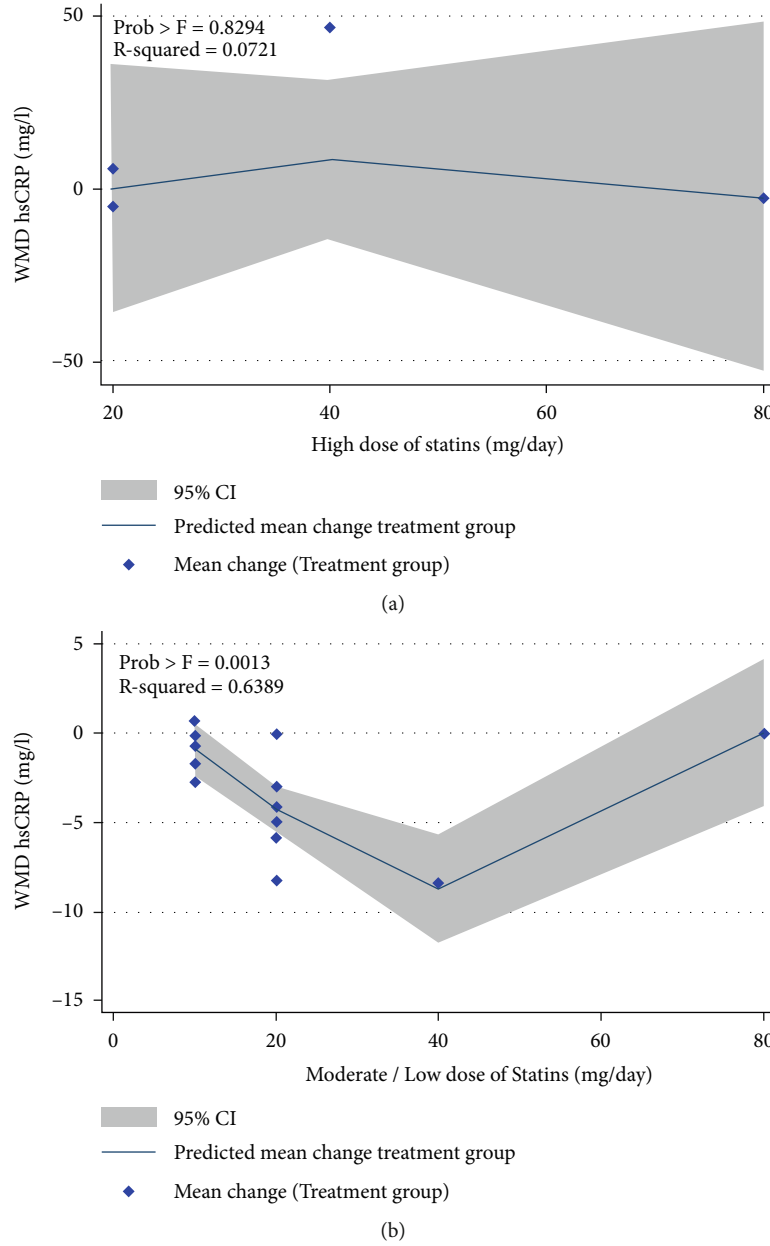 50
Prob > F = 0.8294
R-squared = 0.0721
WMD hsCRP (mg/l)
0
–50
20
40
60
80
High dose of statins (mg/day)
95% CI
Predicted mean change treatment group
Mean change (Treatment group)
(a)
5
Prob > F = 0.0013
R-squared = 0.6389
0
WMD hsCRP (mg/l)
–5
–10
–15
0
20
40
60
80
Moderate / Low dose of Statins (mg/day)
95% CI
Predicted mean change treatment group
Mean change (Treatment group)
(b)